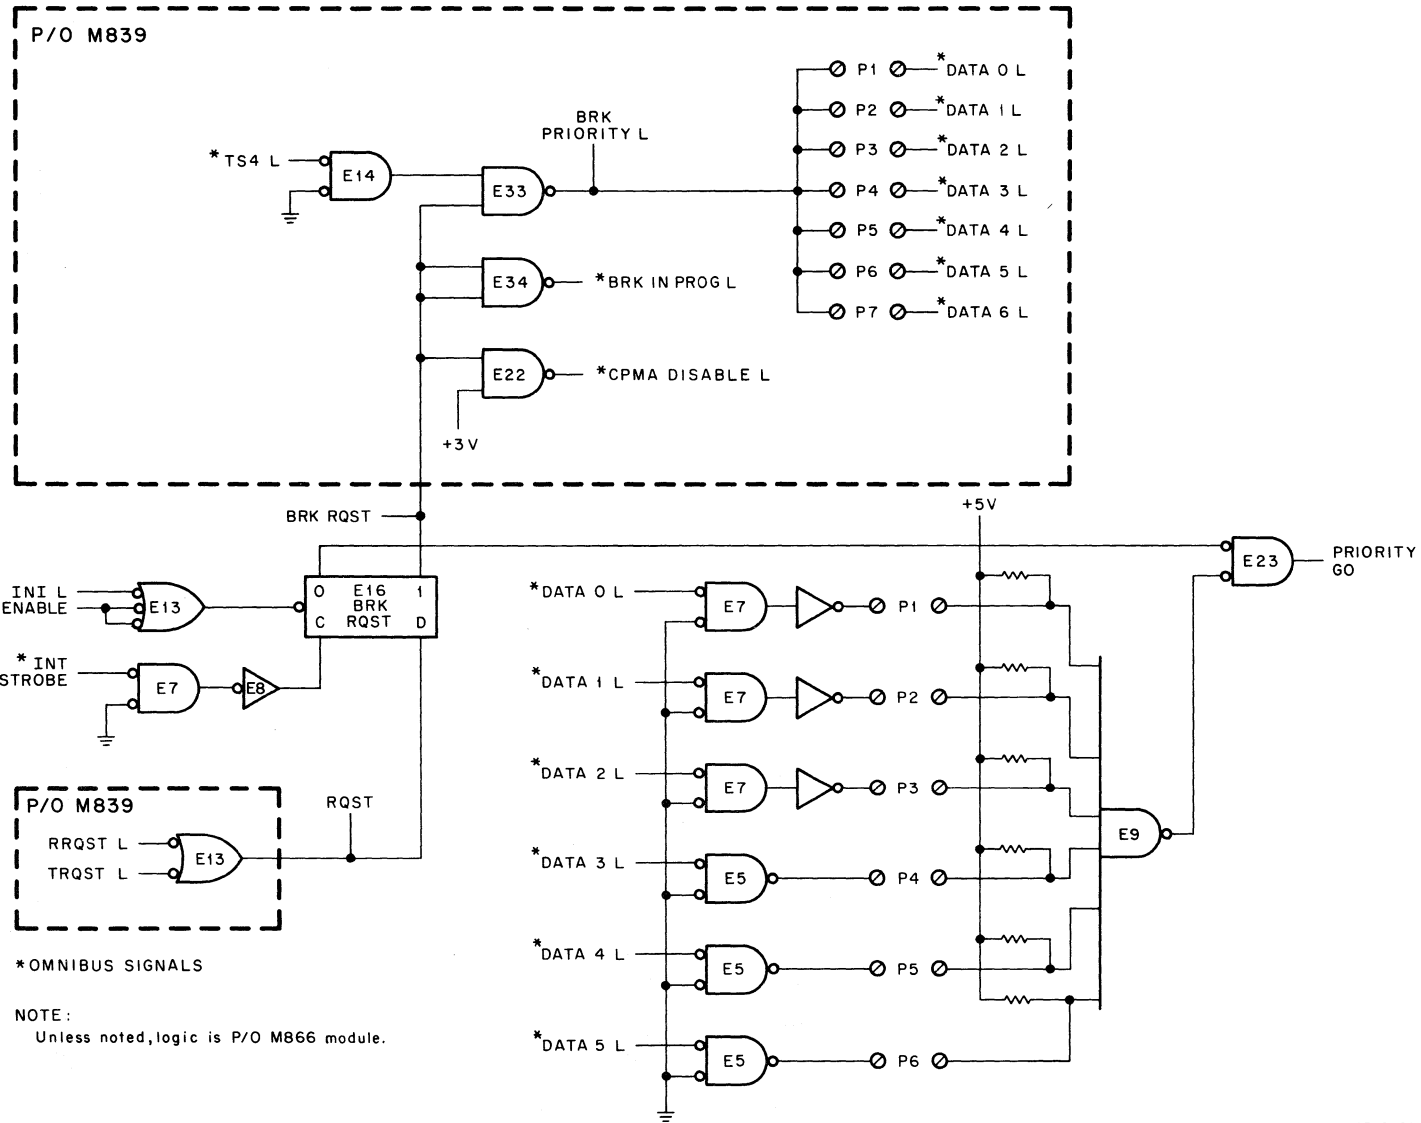 P/O M839
P1 *DATA 0 L
P2 *DATA 1 L
BRK
PRIORITY L
P3 *DATA 2 L
*TS4 L
E14
E33
P4 *DATA 3 L
P5 *DATA 4 L
P6 *DATA 5 L
E34
*BRK IN PROG L
P7 *DATA 6 L
E22
*CPMA DISABLE L
+3V
BRK RQST
+5V
E23
PRIORITY
GO
INI L
ENABLE
E13
0 E16 1
BRK
C RQST D
*DATA 0 L
E7
P1
* INT
STROBE
E7
E8
*DATA 1 L
E7
P2
*DATA 2 L
E7
P3
P/O M839
RQST
RRQST L
TRQST L
E13
E9
*DATA 3 L
E5
P4
*OMNIBUS SIGNALS
*DATA 4 L
E5
P5
NOTE:
Unless noted, logic is P/O M866 module.
*DATA 5 L
E5
P6